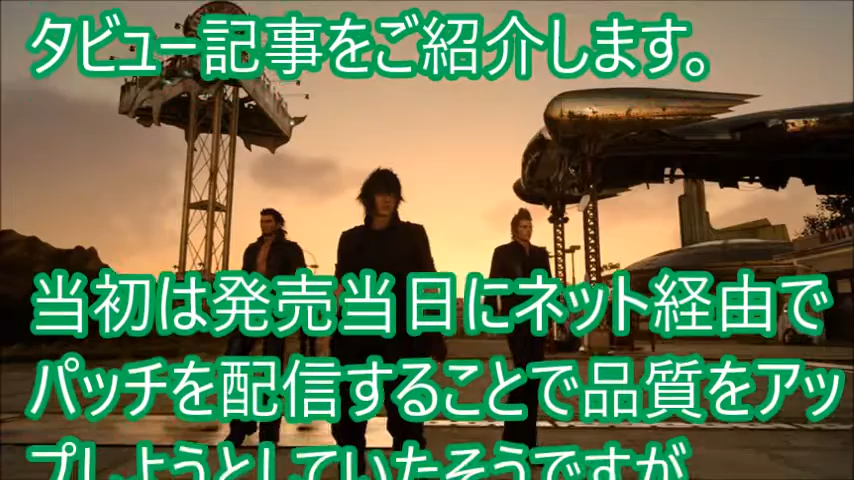 タビュー記事をご紹介します。
当初は発売当日にネット経由で
パッチを配信することで品質をアッ
プしようとしていたそうですが